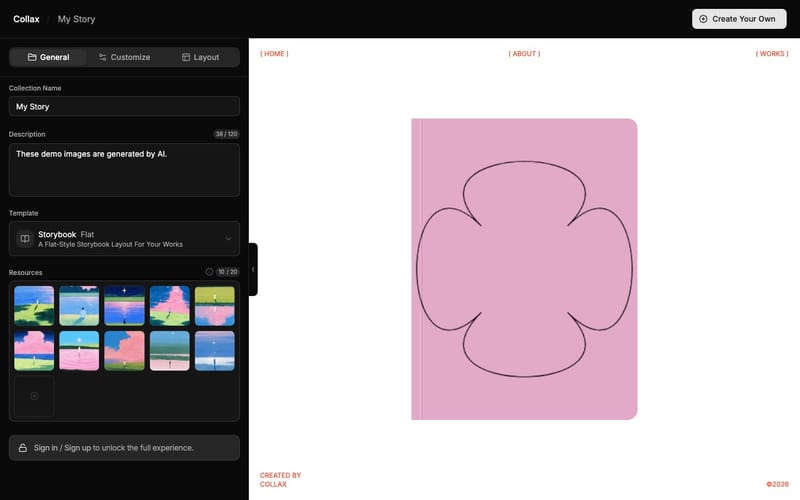 Collax / My Story
Create Your Own
General
Customize
Layout
Collection Name
My Story
Description
38 / 120
These demo images are generated by AI.
Template
Storybook Flat
A Flat-Style Storybook Layout For Your Works
Resources
10 / 20
Sign in / Sign up to unlock the full experience.
( HOME )
( ABOUT )
( WORKS )
CREATED BY
COLLAX
©2026